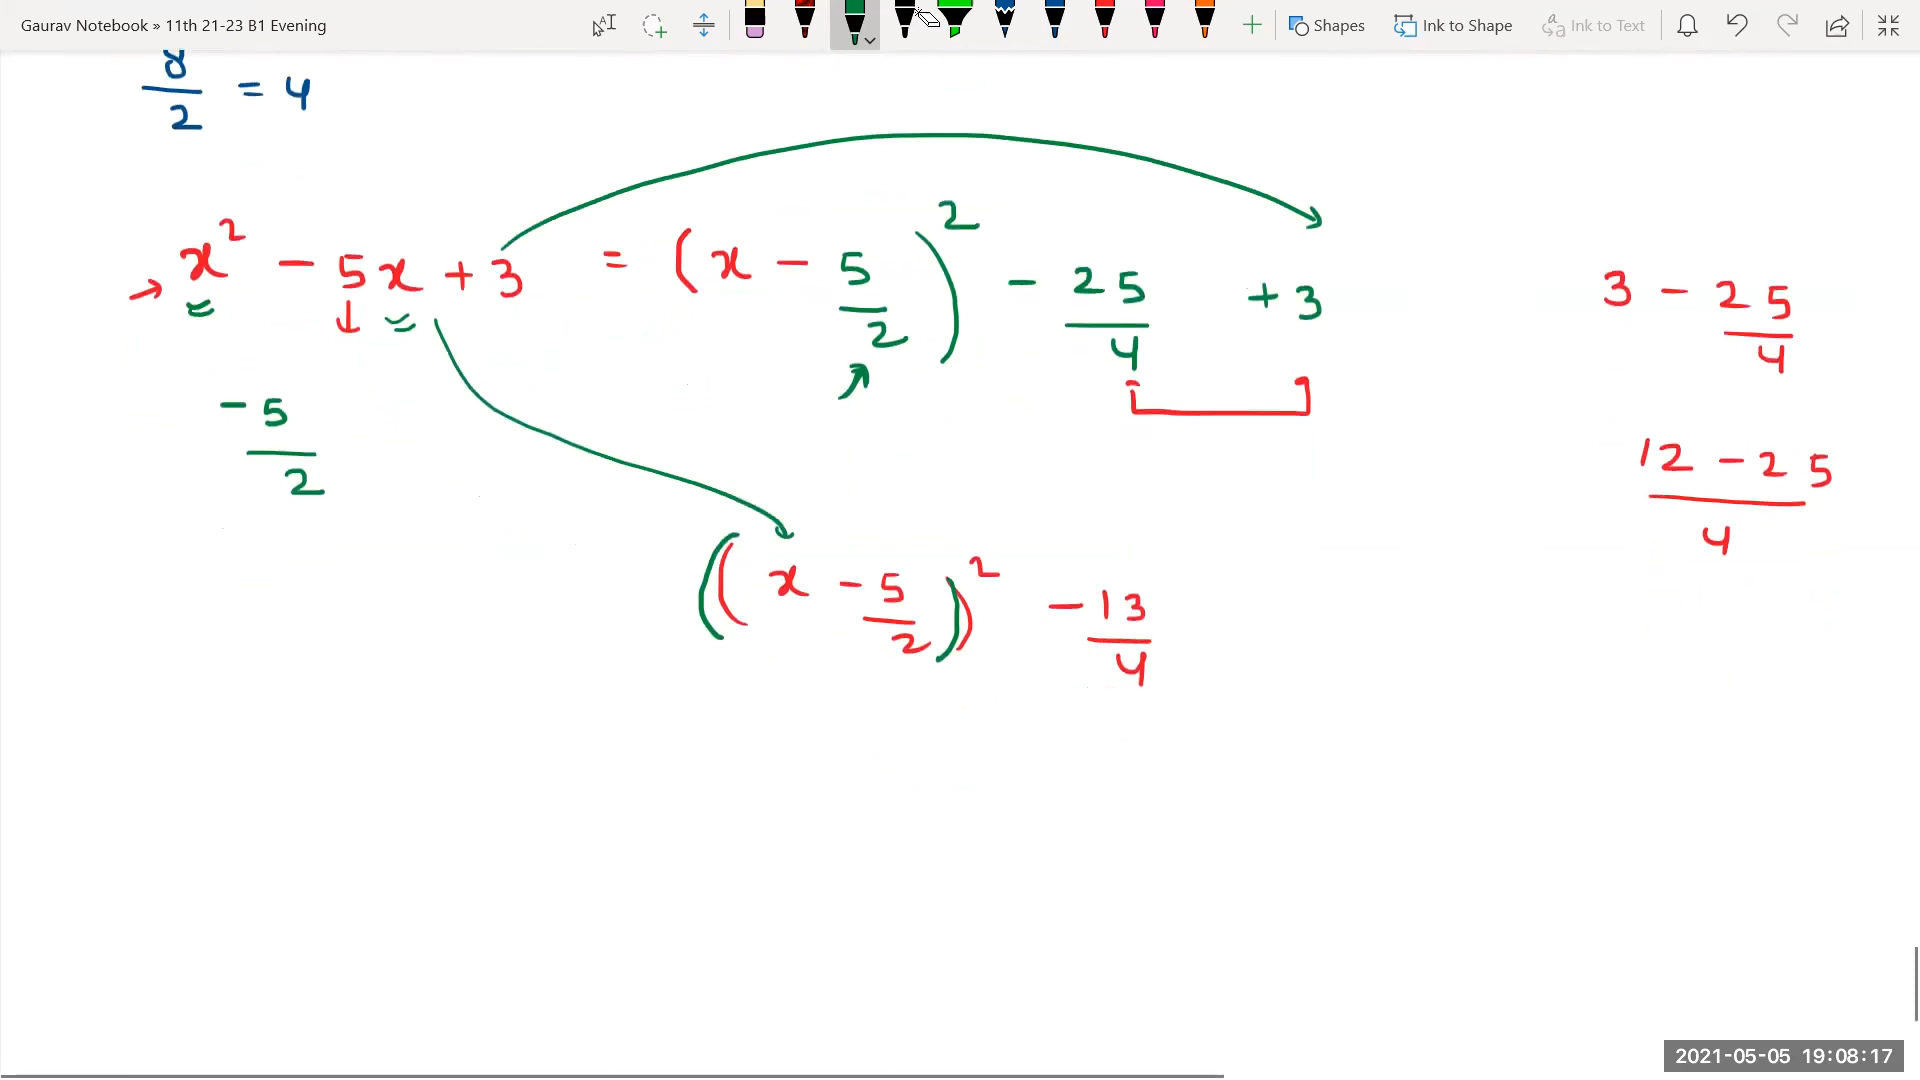 Gaurav Notebook » 11th 21-23 B1 Evening
Shapes
Ink to Shape
Ink to Text
8/2 = 4
x² - 5x + 3 = (x - 5/2)² - 25/4 + 3
3 - 25/4
-5/2
12 - 25/4
((x - 5/2))² - 13/4
2021-05-05 19:08:17